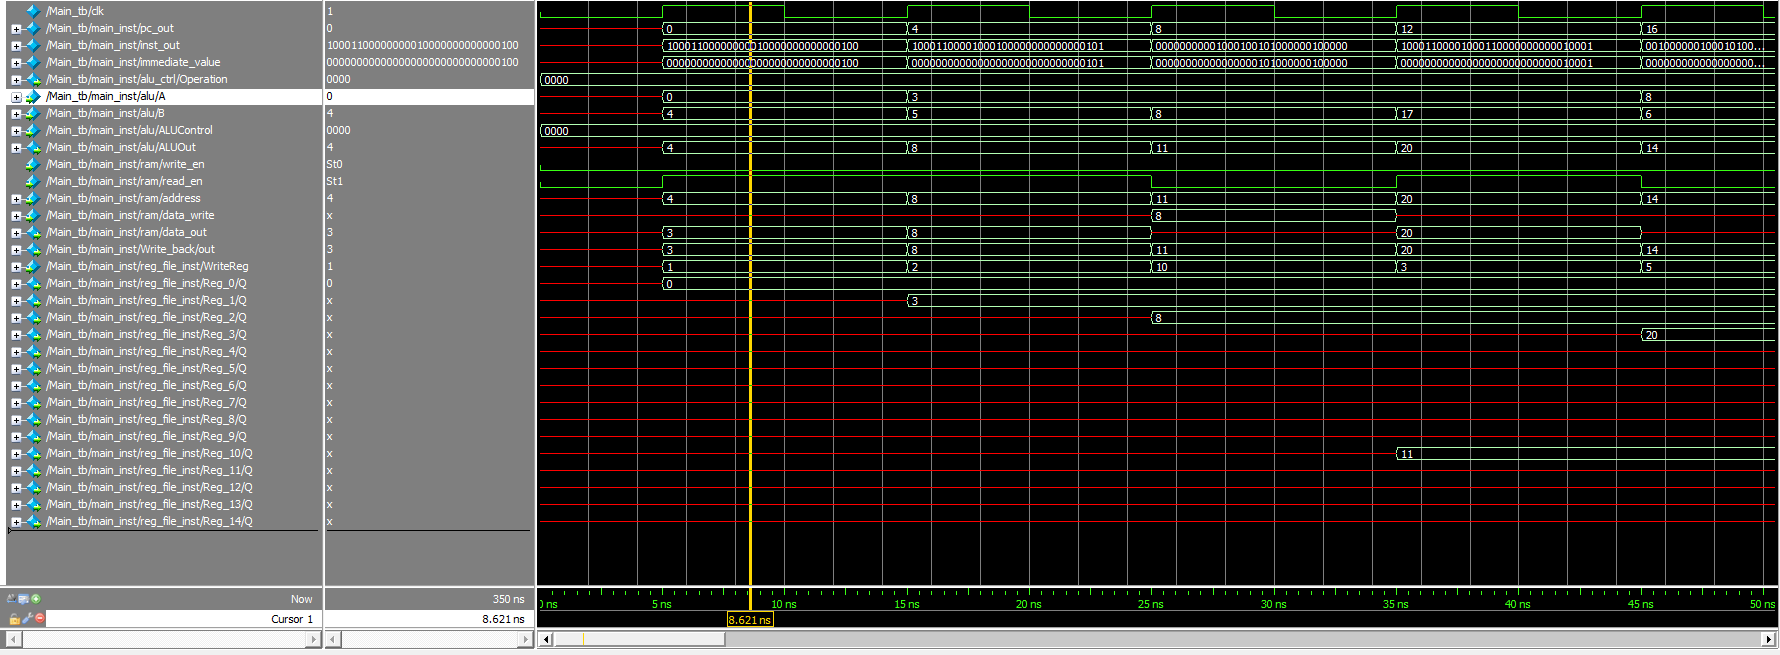 /Main_tb/clk 1
/Main_tb/main_inst/pc_out 0 0 4 8 12 16
/Main_tb/main_inst/inst_out 10001100000000010000000000000100 10001100000000010000000000000100 10001100001000100000000000000101 00000000001000100101000000100000 10001100001000110000000000010001 001000000100010100...
/Main_tb/main_inst/immediate_value 00000000000000000000000000000100 00000000000000000000000000000100 00000000000000000000000000000101 00000000000000000101000000100000 00000000000000000000000000010001 000000000000000000...
/Main_tb/main_inst/alu_ctrl/Operation 0000 0000
/Main_tb/main_inst/alu/A 0 0 3 8
/Main_tb/main_inst/alu/B 4 4 5 8 17 6
/Main_tb/main_inst/alu/ALUControl 0000 0000
/Main_tb/main_inst/alu/ALUOut 4 4 8 11 20 14
/Main_tb/main_inst/ram/write_en St0
/Main_tb/main_inst/ram/read_en St1
/Main_tb/main_inst/ram/address 4 4 8 11 20 14
/Main_tb/main_inst/ram/data_write x 8
/Main_tb/main_inst/ram/data_out 3 3 8 20
/Main_tb/main_inst/Write_back/out 3 3 8 11 20 14
/Main_tb/main_inst/reg_file_inst/WriteReg 1 1 2 10 3 5
/Main_tb/main_inst/reg_file_inst/Reg_0/Q 0 0
/Main_tb/main_inst/reg_file_inst/Reg_1/Q x 3
/Main_tb/main_inst/reg_file_inst/Reg_2/Q x 8
/Main_tb/main_inst/reg_file_inst/Reg_3/Q x 20
/Main_tb/main_inst/reg_file_inst/Reg_4/Q x
/Main_tb/main_inst/reg_file_inst/Reg_5/Q x
/Main_tb/main_inst/reg_file_inst/Reg_6/Q x
/Main_tb/main_inst/reg_file_inst/Reg_7/Q x
/Main_tb/main_inst/reg_file_inst/Reg_8/Q x
/Main_tb/main_inst/reg_file_inst/Reg_9/Q x
/Main_tb/main_inst/reg_file_inst/Reg_10/Q x 11
/Main_tb/main_inst/reg_file_inst/Reg_11/Q x
/Main_tb/main_inst/reg_file_inst/Reg_12/Q x
/Main_tb/main_inst/reg_file_inst/Reg_13/Q x
/Main_tb/main_inst/reg_file_inst/Reg_14/Q x
Now 350 ns 0 ns 5 ns 10 ns 15 ns 20 ns 25 ns 30 ns 35 ns 40 ns 45 ns 50 ns
Cursor 1 8.621 ns 8.621 ns